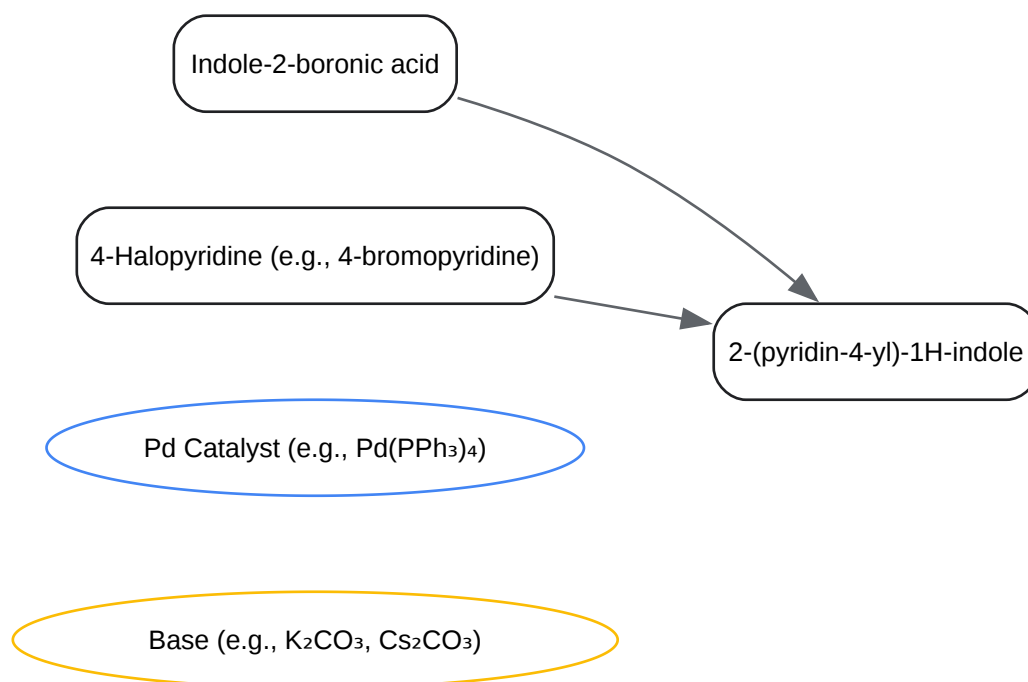 Indole-2-boronic acid
4-Halopyridine (e.g., 4-bromopyridine)
2-(pyridin-4-yl)-1H-indole
Pd Catalyst (e.g., Pd(PPh₃)₄)
Base (e.g., K₂CO₃, Cs₂CO₃)